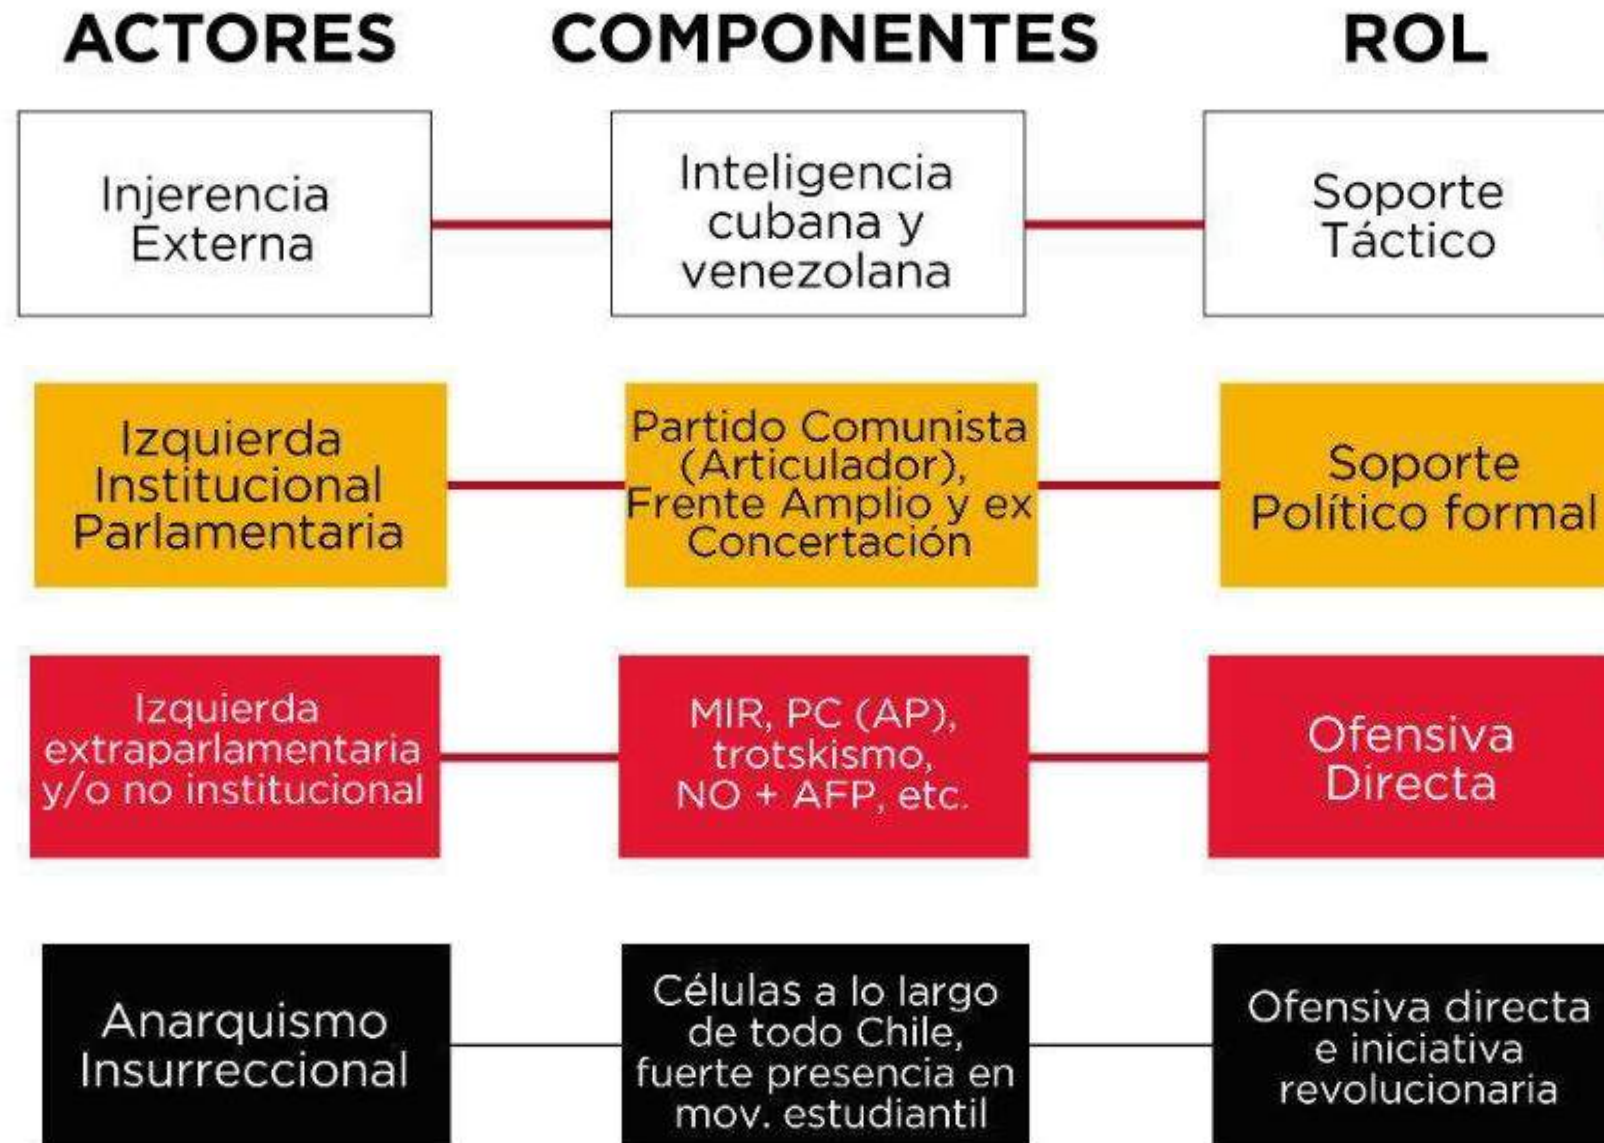 ACTORES COMPONENTES ROL
Injerencia
Externa
Inteligencia
cubana y
venezolana
Soporte
Táctico
Izquierda
Institucional
Parlamentaria
Partido Comunista
(Articulador),
Frente Amplio y ex
Concertación
Soporte
Político formal
Izquierda
extraparlamentaria
y/o no institucional
MIR, PC (AP),
trotskismo,
NO + AFP, etc.
Ofensiva
Directa
Anarquismo
Insurreccional
Células a lo largo
de todo Chile,
fuerte presencia en
mov. estudiantil
Ofensiva directa
e iniciativa
revolucionaria